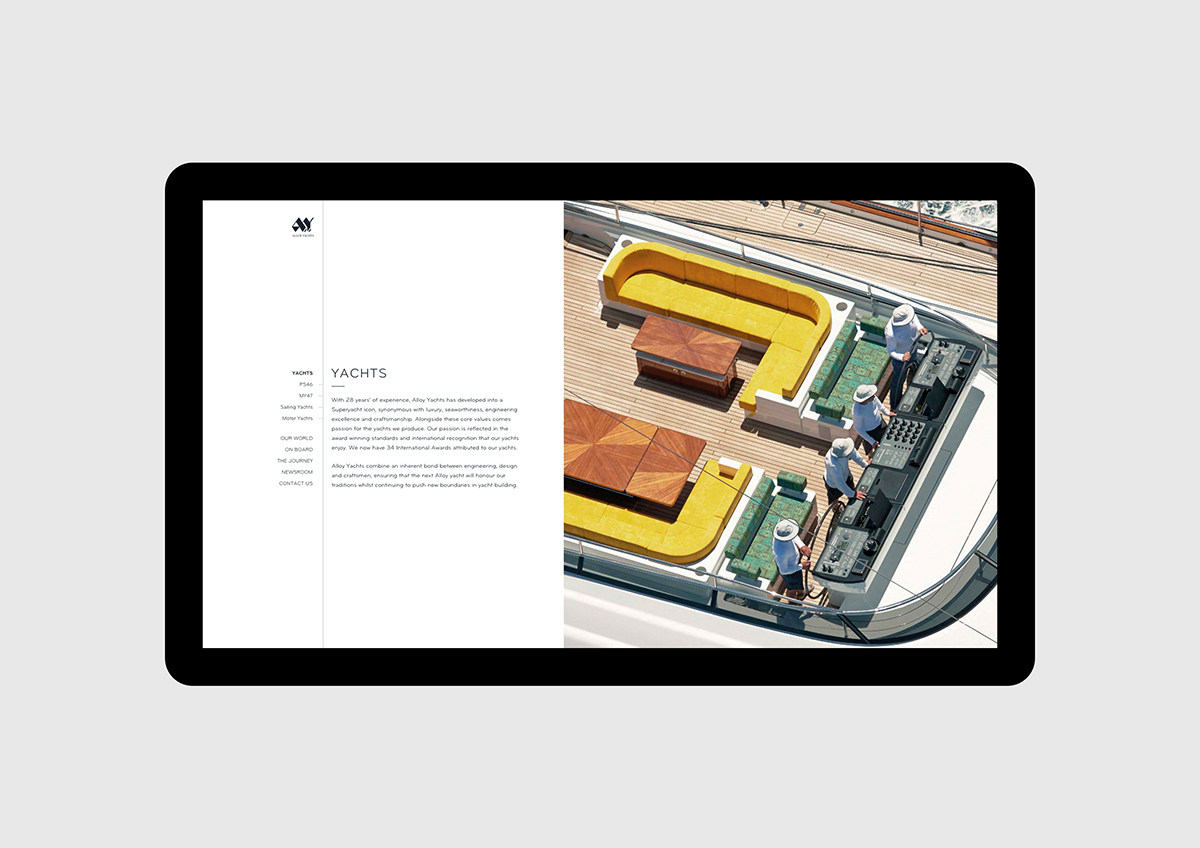 ALLOY YACHTS
YACHTS
PS46
MY47
Sailing Yachts
Motor Yachts
OUR WORLD
ON BOARD
THE JOURNEY
NEWSROOM
CONTACT US
YACHTS
With 28 years' of experience, Alloy Yachts has developed into a
Superyacht icon, synonymous with luxury, seaworthiness, engineering
excellence and craftsmanship. Alongside these core values comes
passion for the yachts we produce. Our passion is reflected in the
award winning standards and international recognition that our yachts
enjoy. We now have 34 International Awards attributed to our yachts.
Alloy Yachts combine an inherent bond between engineering, design
and craftsmen, ensuring that the next Alloy yacht will honour our
traditions whilst continuing to push new boundaries in yacht building.